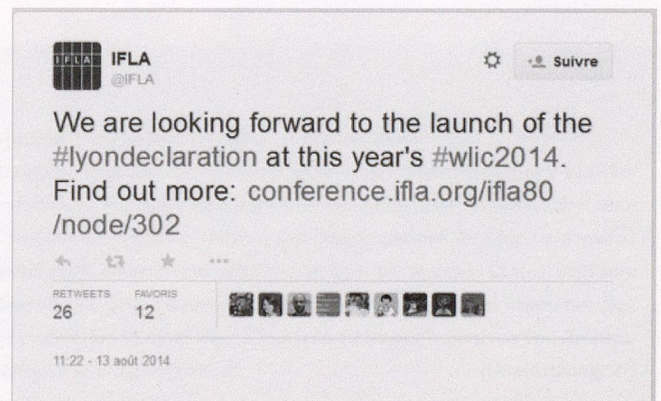 IFLA
IFLA
@IFLA
Suivre
We are looking forward to the launch of the
#lyondeclaration at this year's #wlic2014.
Find out more: conference.ifla.org/ifla80
/node/302
RETWEETS FAVORIS
26 12
11:22 - 13 août 2014